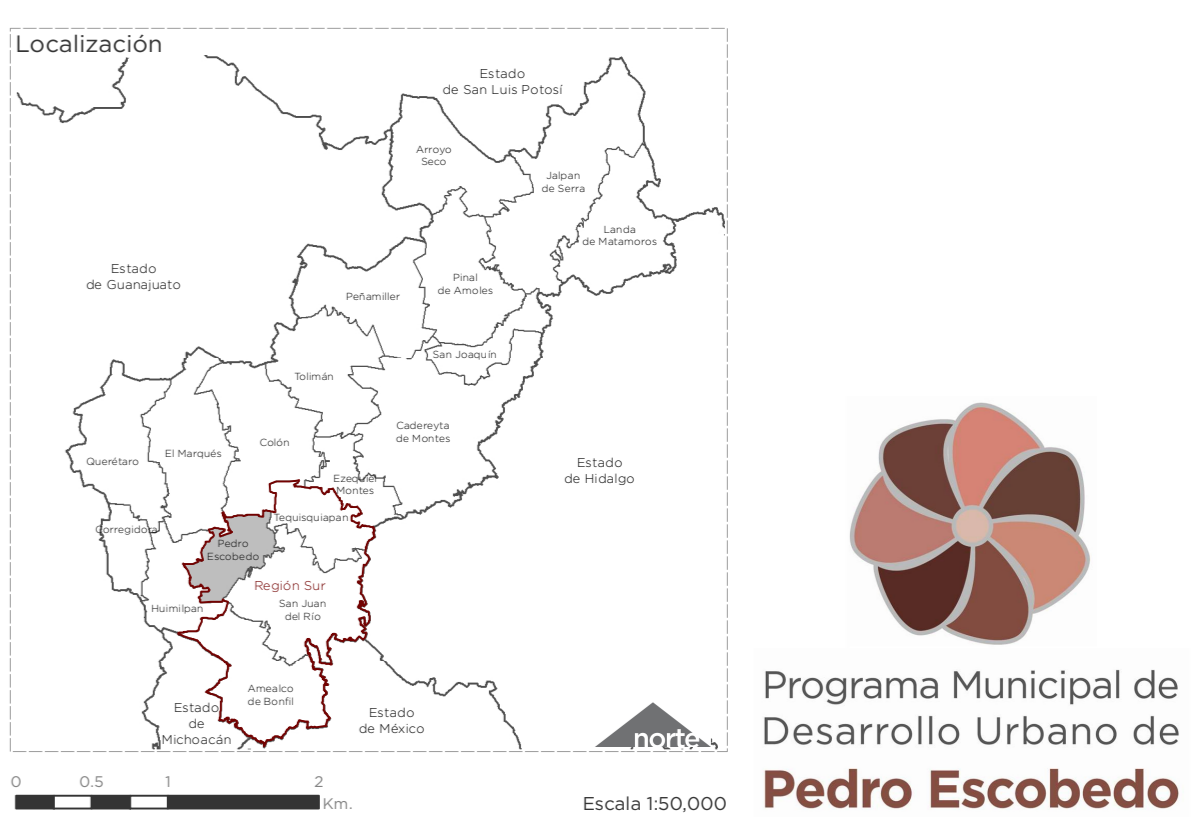 Localización
Estado
de San Luis Potosí
Arroyo
Seco
Jalpan
de Serra
Landa
de Matamoros
Estado
de Guanajuato
Pinal
de Amoles
Peñamiller
San Joaquín
Tolimán
Cadereyta
de Montes
Colón
El Marqués
Querétaro
Estado
de Hidalgo
Ezequiel
Montes
Tequisquiapan
Corregidora
Pedro
Escobedo
Región Sur
San Juan
del Río
Huimilpan
Amealco
de Bonfil
Estado
de
Michoacán
Estado
de México
norte
0 0.5 1 2
Km.
Escala 1:50,000
Programa Municipal de
Desarrollo Urbano de
Pedro Escobedo